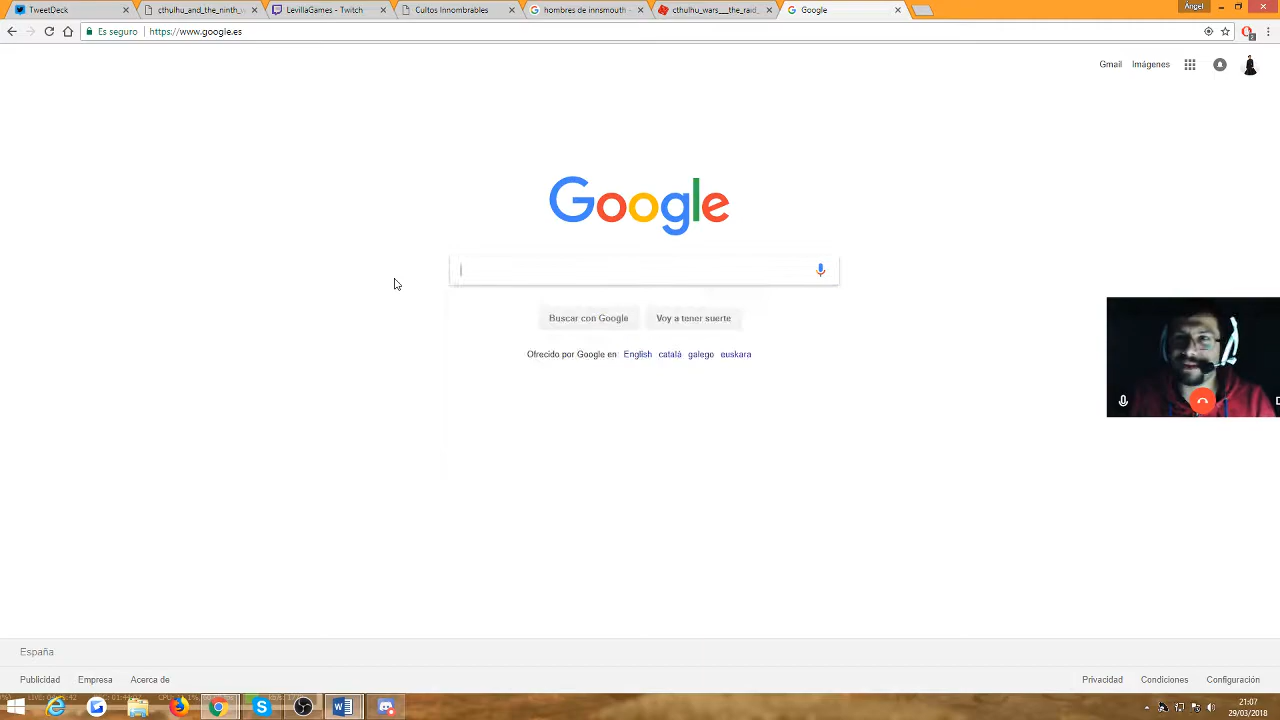 TweetDeck
cthulhu_and_the_ninth_w
LevillaGames - Twitch
Cultos Innombrables
hombres de innsmouth -
cthulhu_wars__the_raid_
Google
Ángel
Es seguro
https://www.google.es
2
Gmail
Imágenes
Google
Buscar con Google
Voy a tener suerte
Ofrecido por Google en: English català galego euskara
España
Publicidad
Empresa
Acerca de
Privacidad
Condiciones
Configuración
21:07
29/03/2018